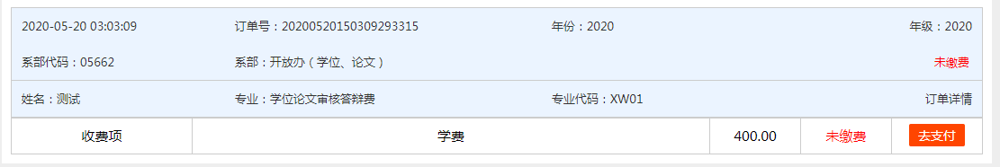 2020-05-20 03:03:09 订单号：20200520150309293315 年份：2020 年级：2020
系部代码：05662 系部：开放办（学位、论文） 未缴费
姓名：测试 专业：学位论文审核答辩费 专业代码：XW01 订单详情
收费项 学费 400.00 未缴费 去支付